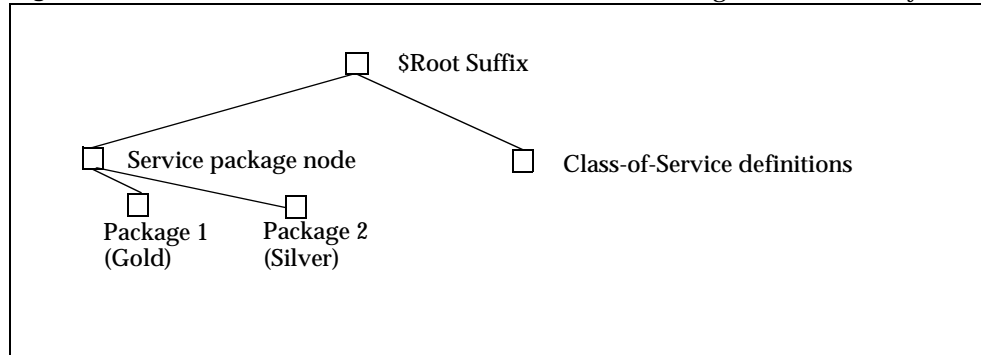 $Root Suffix
Service package node
Class-of-Service definitions
Package 1
(Gold)
Package 2
(Silver)